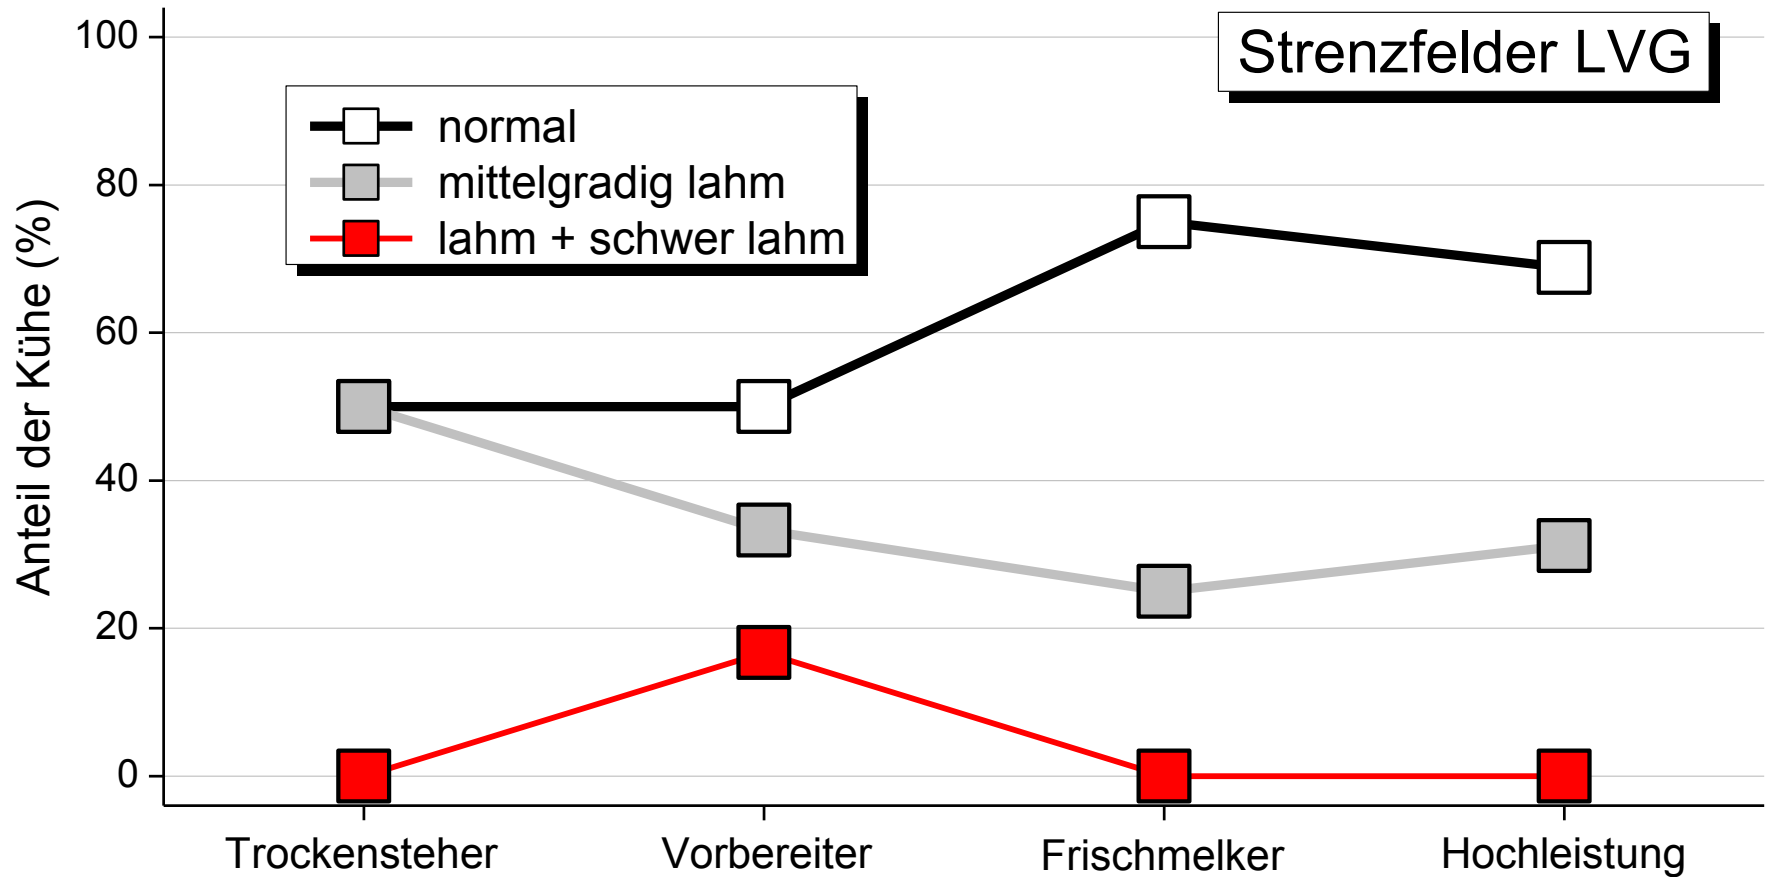 Strenzfelder LVG
normal
mittelgradig lahm
lahm + schwer lahm
Anteil der Kühe (%)
100
80
60
40
20
0
Trockensteher
Vorbereiter
Frischmelker
Hochleistung